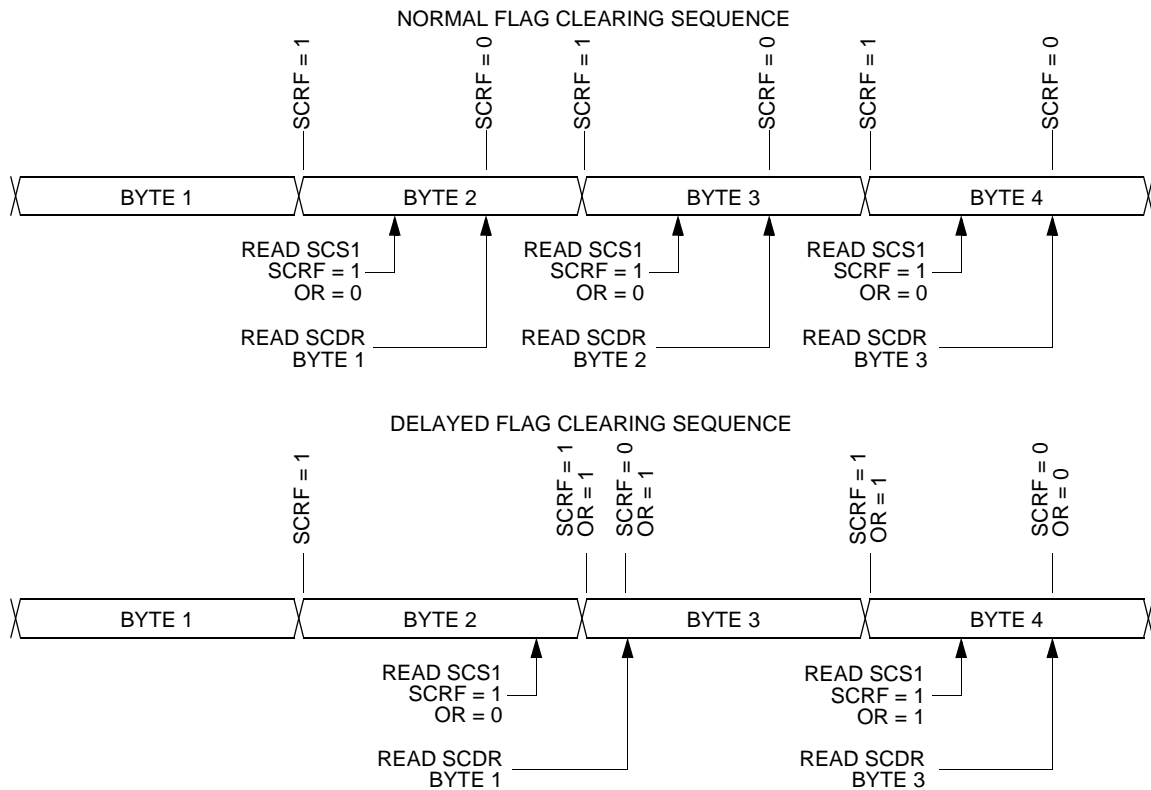 NORMAL FLAG CLEARING SEQUENCE
SCRF = 1
SCRF = 0
SCRF = 1
SCRF = 0
SCRF = 1
SCRF = 0
BYTE 1
BYTE 2
BYTE 3
BYTE 4
READ SCS1
SCRF = 1
OR = 0
READ SCS1
SCRF = 1
OR = 0
READ SCS1
SCRF = 1
OR = 0
READ SCDR
BYTE 1
READ SCDR
BYTE 2
READ SCDR
BYTE 3
DELAYED FLAG CLEARING SEQUENCE
SCRF = 1
SCRF = 1
OR = 1
SCRF = 0
OR = 1
SCRF = 1
OR = 1
SCRF = 0
OR = 0
BYTE 1
BYTE 2
BYTE 3
BYTE 4
READ SCS1
SCRF = 1
OR = 0
READ SCS1
SCRF = 1
OR = 1
READ SCDR
BYTE 1
READ SCDR
BYTE 3